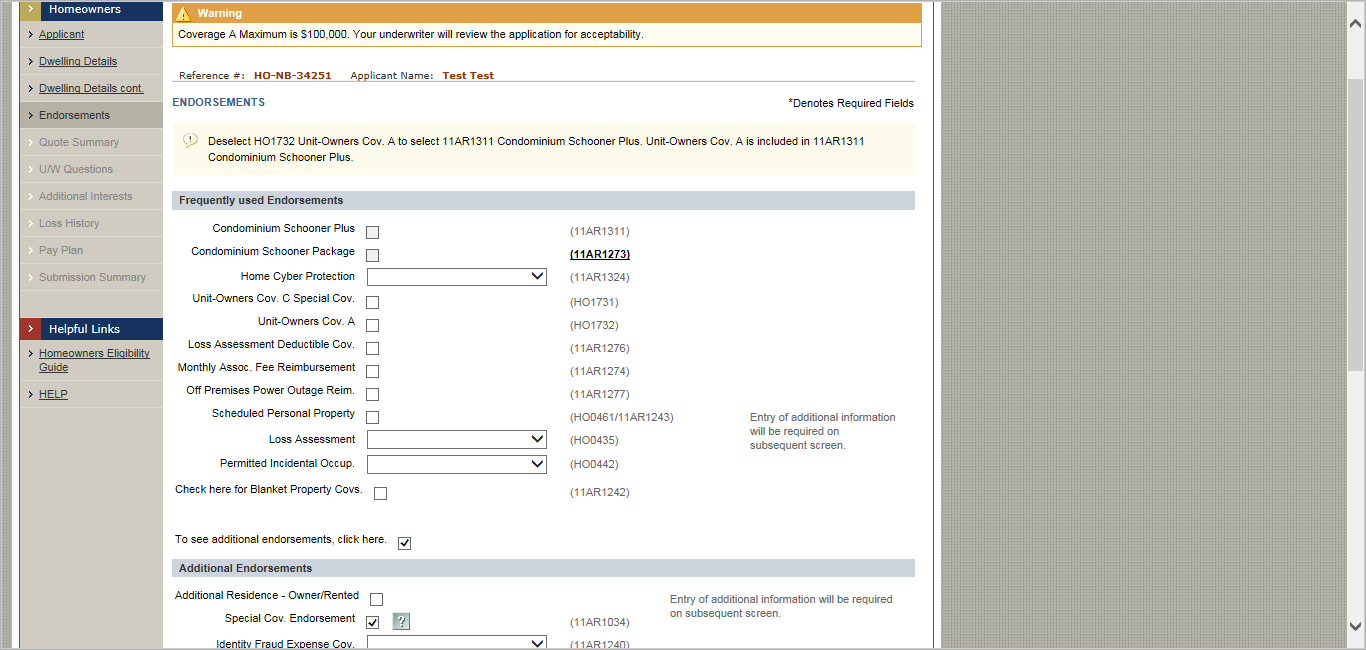 Homeowners
Applicant
Dwelling Details
Dwelling Details cont.
Endorsements
Quote Summary
U/W Questions
Additional Interests
Loss History
Pay Plan
Submission Summary
Helpful Links
Homeowners Eligibility
Guide
HELP
Warning
Coverage A Maximum is $100,000. Your underwriter will review the application for acceptability.
Reference #: HO-NB-34251 Applicant Name: Test Test
ENDORSEMENTS *Denotes Required Fields
Deselect HO1732 Unit-Owners Cov. A to select 11AR1311 Condominium Schooner Plus. Unit-Owners Cov. A is included in 11AR1311
Condominium Schooner Plus.
Frequently used Endorsements
Condominium Schooner Plus (11AR1311)
Condominium Schooner Package (11AR1273)
Home Cyber Protection (11AR1324)
Unit-Owners Cov. C Special Cov. (HO1731)
Unit-Owners Cov. A (HO1732)
Loss Assessment Deductible Cov. (11AR1276)
Monthly Assoc. Fee Reimbursement (11AR1274)
Off Premises Power Outage Reim. (11AR1277)
Scheduled Personal Property (HO0461/11AR1243) Entry of additional information
will be required on
subsequent screen.
Loss Assessment (HO0435)
Permitted Incidental Occup. (HO0442)
Check here for Blanket Property Covs. (11AR1242)
To see additional endorsements, click here.
Additional Endorsements
Additional Residence - Owner/Rented Entry of additional information will be required
on subsequent screen.
Special Cov. Endorsement ? (11AR1034)
Identity Fraud Expense Cov. (11AR1240)